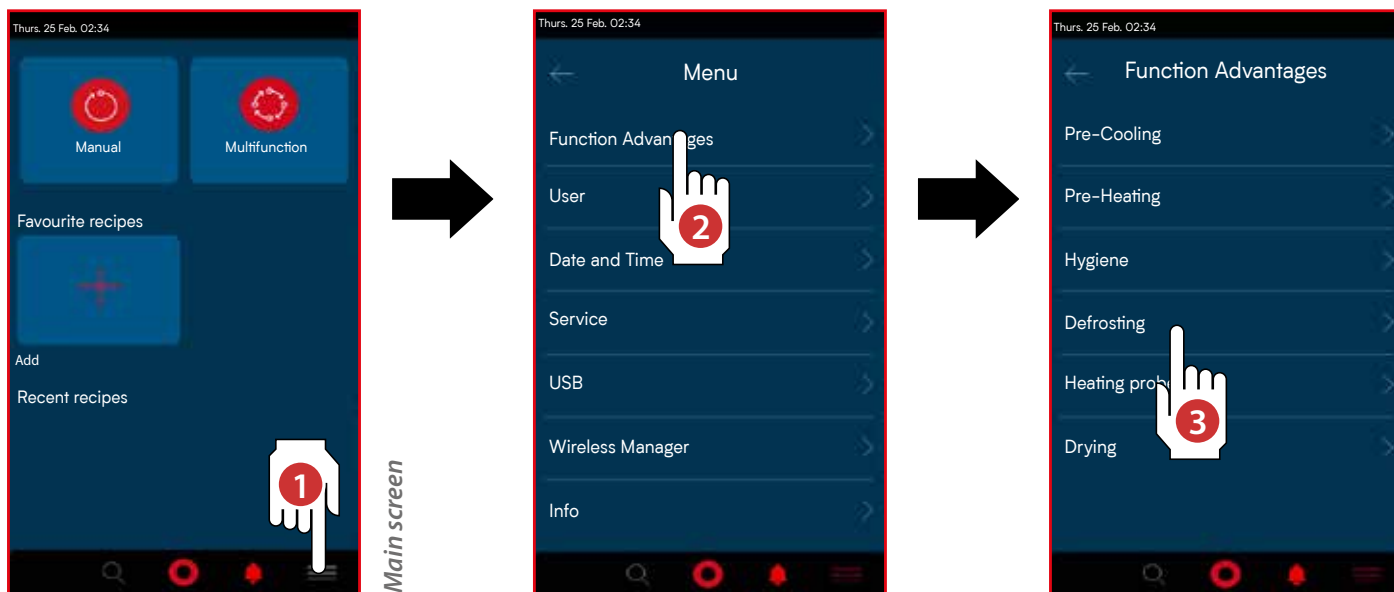 Thurs. 25 Feb. 02:34
Manual
Multifunction
Favourite recipes
Add
Recent recipes
1
Main screen
Thurs. 25 Feb. 02:34
Menu
Function Advan ges
User
2
Date and Time
Service
USB
Wireless Manager
Info
Thurs. 25 Feb. 02:34
Function Advantages
Pre-Cooling
Pre-Heating
Hygiene
Defrosting
Heating probe
3
Drying